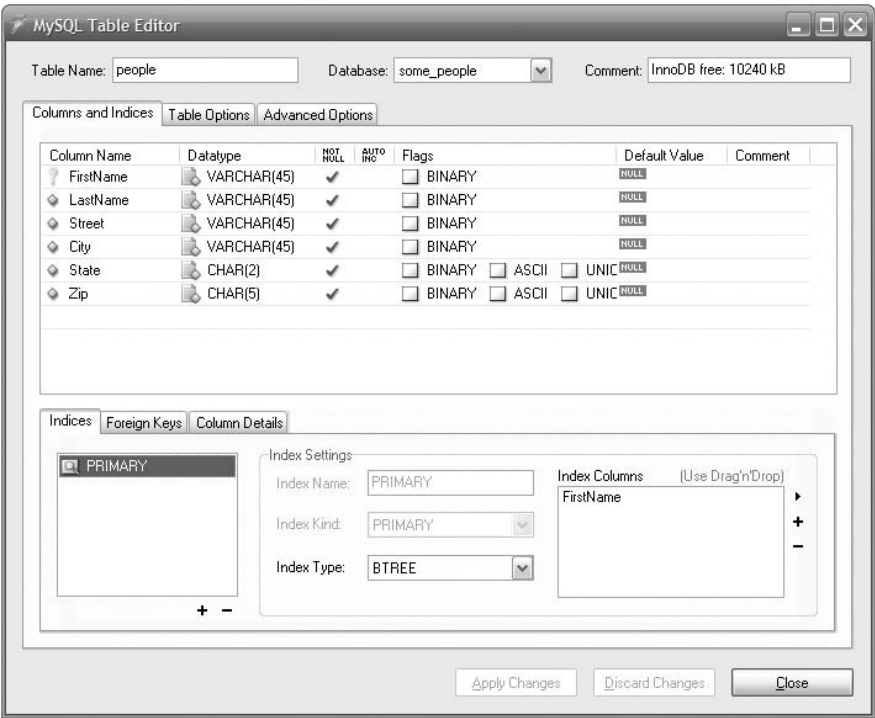 MySQL Table Editor
Table Name: people Database: some_people Comment: InnoDB free: 10240 kB
Columns and Indices Table Options Advanced Options
Column Name Datatype NOT NULL AUTO INC Flags Default Value Comment
FirstName VARCHAR(45) BINARY NULL
LastName VARCHAR(45) BINARY NULL
Street VARCHAR(45) BINARY NULL
City VARCHAR(45) BINARY NULL
State CHAR(2) BINARY ASCII UNIC NULL
Zip CHAR(5) BINARY ASCII UNIC NULL
Indices Foreign Keys Column Details
PRIMARY
Index Settings
Index Name: PRIMARY
Index Kind: PRIMARY
Index Type: BTREE
Index Columns (Use Drag'n'Drop)
FirstName
Apply Changes Discard Changes Close